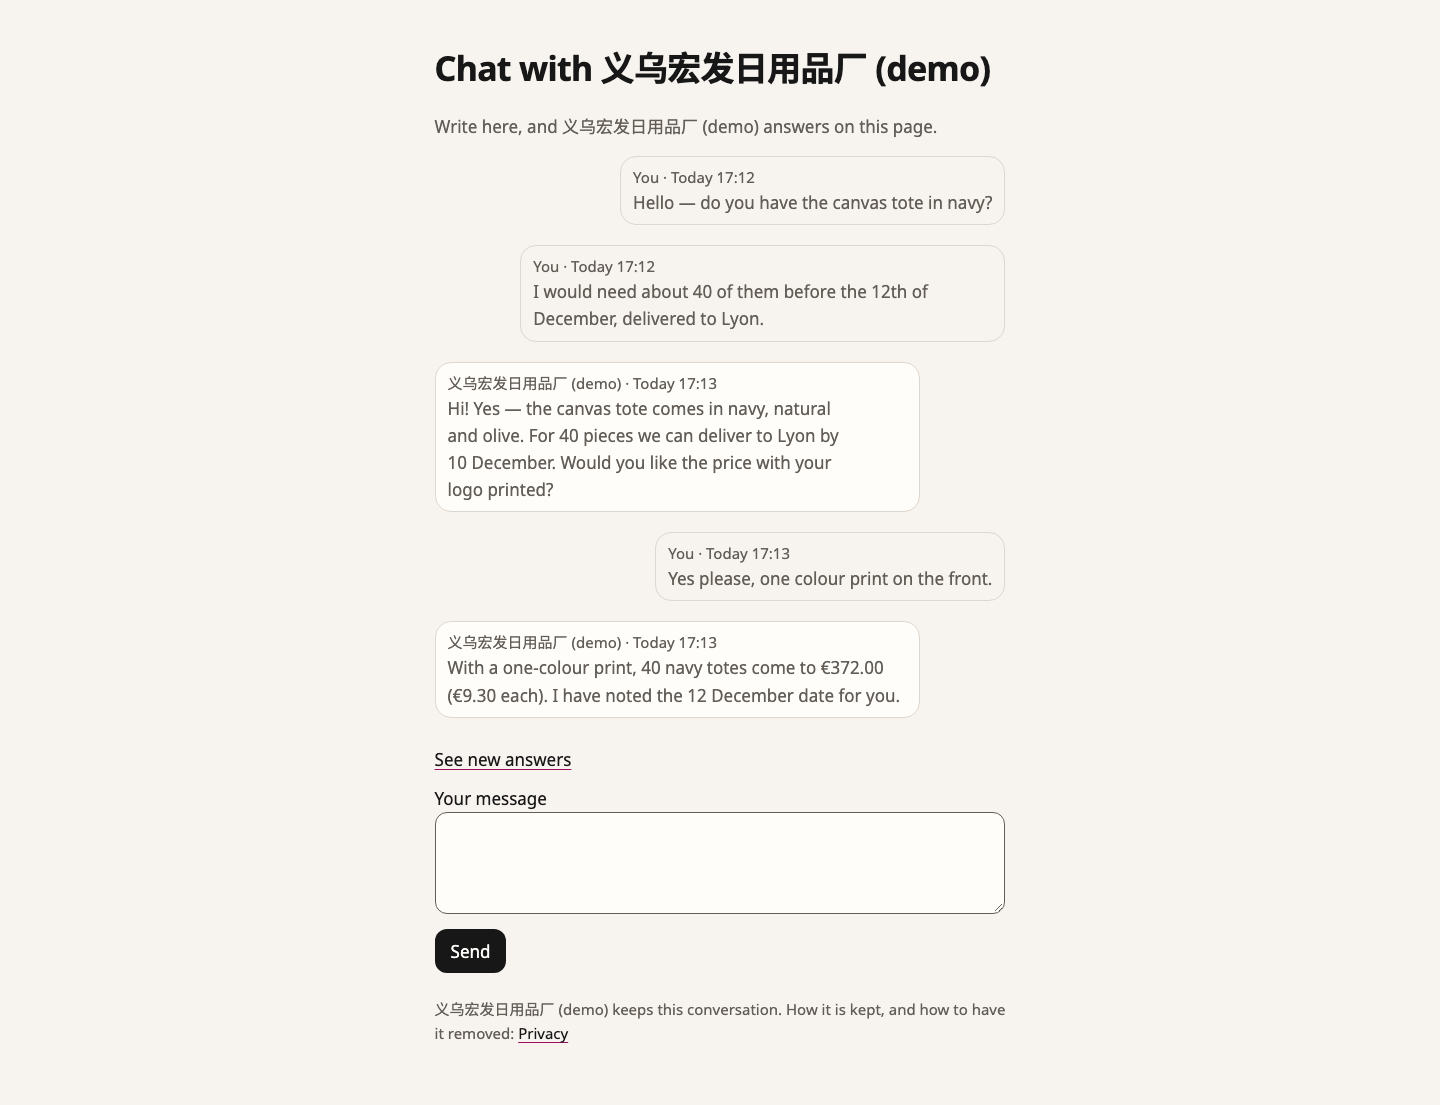 Chat with 义乌宏发日用品厂 (demo)
Write here, and 义乌宏发日用品厂 (demo) answers on this page.
You · Today 17:12
Hello — do you have the canvas tote in navy?
You · Today 17:12
I would need about 40 of them before the 12th of
December, delivered to Lyon.
义乌宏发日用品厂 (demo) · Today 17:13
Hi! Yes — the canvas tote comes in navy, natural
and olive. For 40 pieces we can deliver to Lyon by
10 December. Would you like the price with your
logo printed?
You · Today 17:13
Yes please, one colour print on the front.
义乌宏发日用品厂 (demo) · Today 17:13
With a one-colour print, 40 navy totes come to €372.00
(€9.30 each). I have noted the 12 December date for you.
See new answers
Your message
Send
义乌宏发日用品厂 (demo) keeps this conversation. How it is kept, and how to have
it removed: Privacy